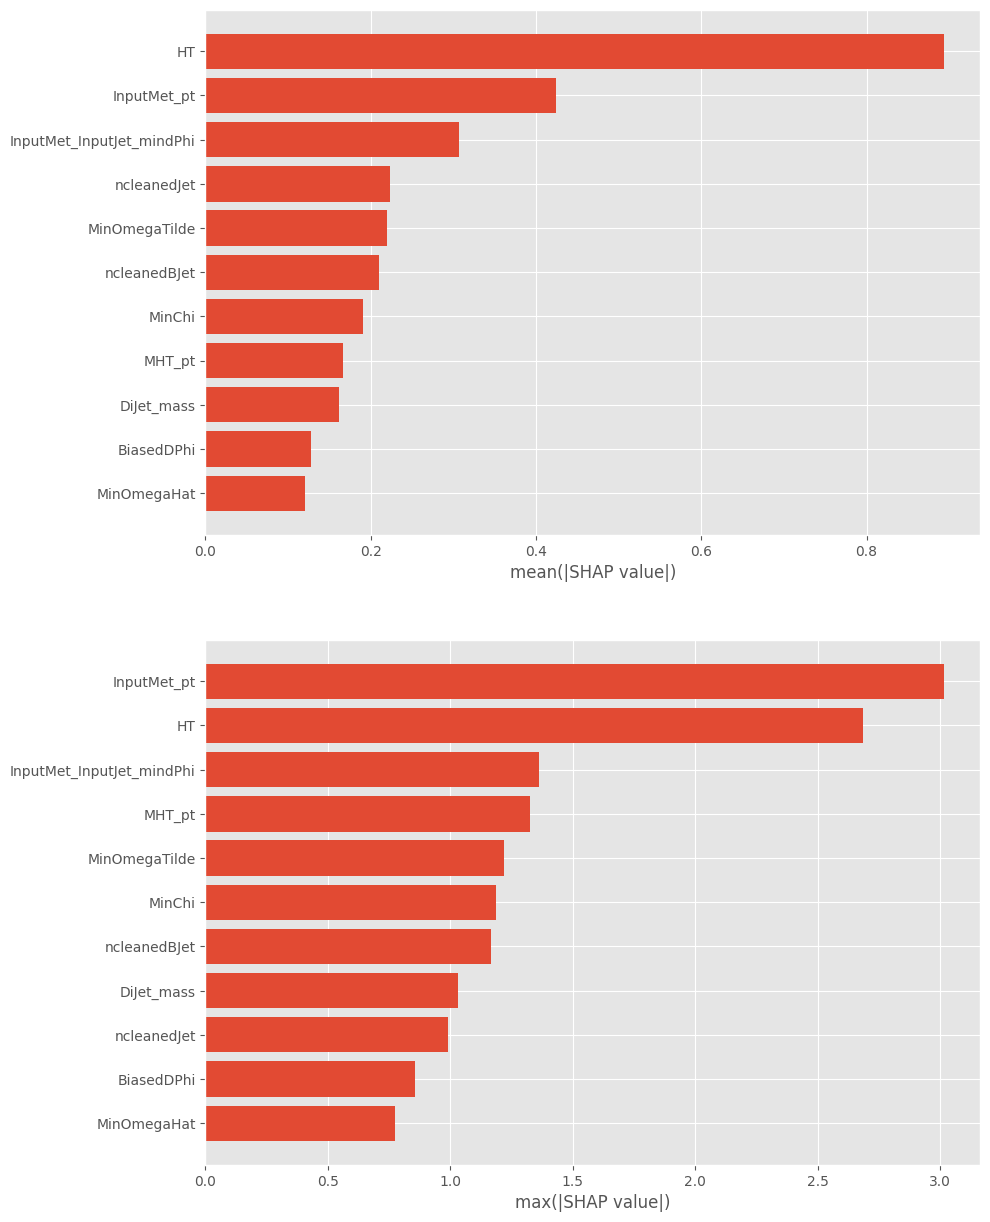 HT
InputMet_pt
InputMet_InputJet_mindPhi
ncleanedJet
MinOmegaTilde
ncleanedBJet
MinChi
MHT_pt
DiJet_mass
BiasedDPhi
MinOmegaHat
0.0 0.2 0.4 0.6 0.8
mean(|SHAP value|)
InputMet_pt
HT
InputMet_InputJet_mindPhi
MHT_pt
MinOmegaTilde
MinChi
ncleanedBJet
DiJet_mass
ncleanedJet
BiasedDPhi
MinOmegaHat
0.0 0.5 1.0 1.5 2.0 2.5 3.0
max(|SHAP value|)